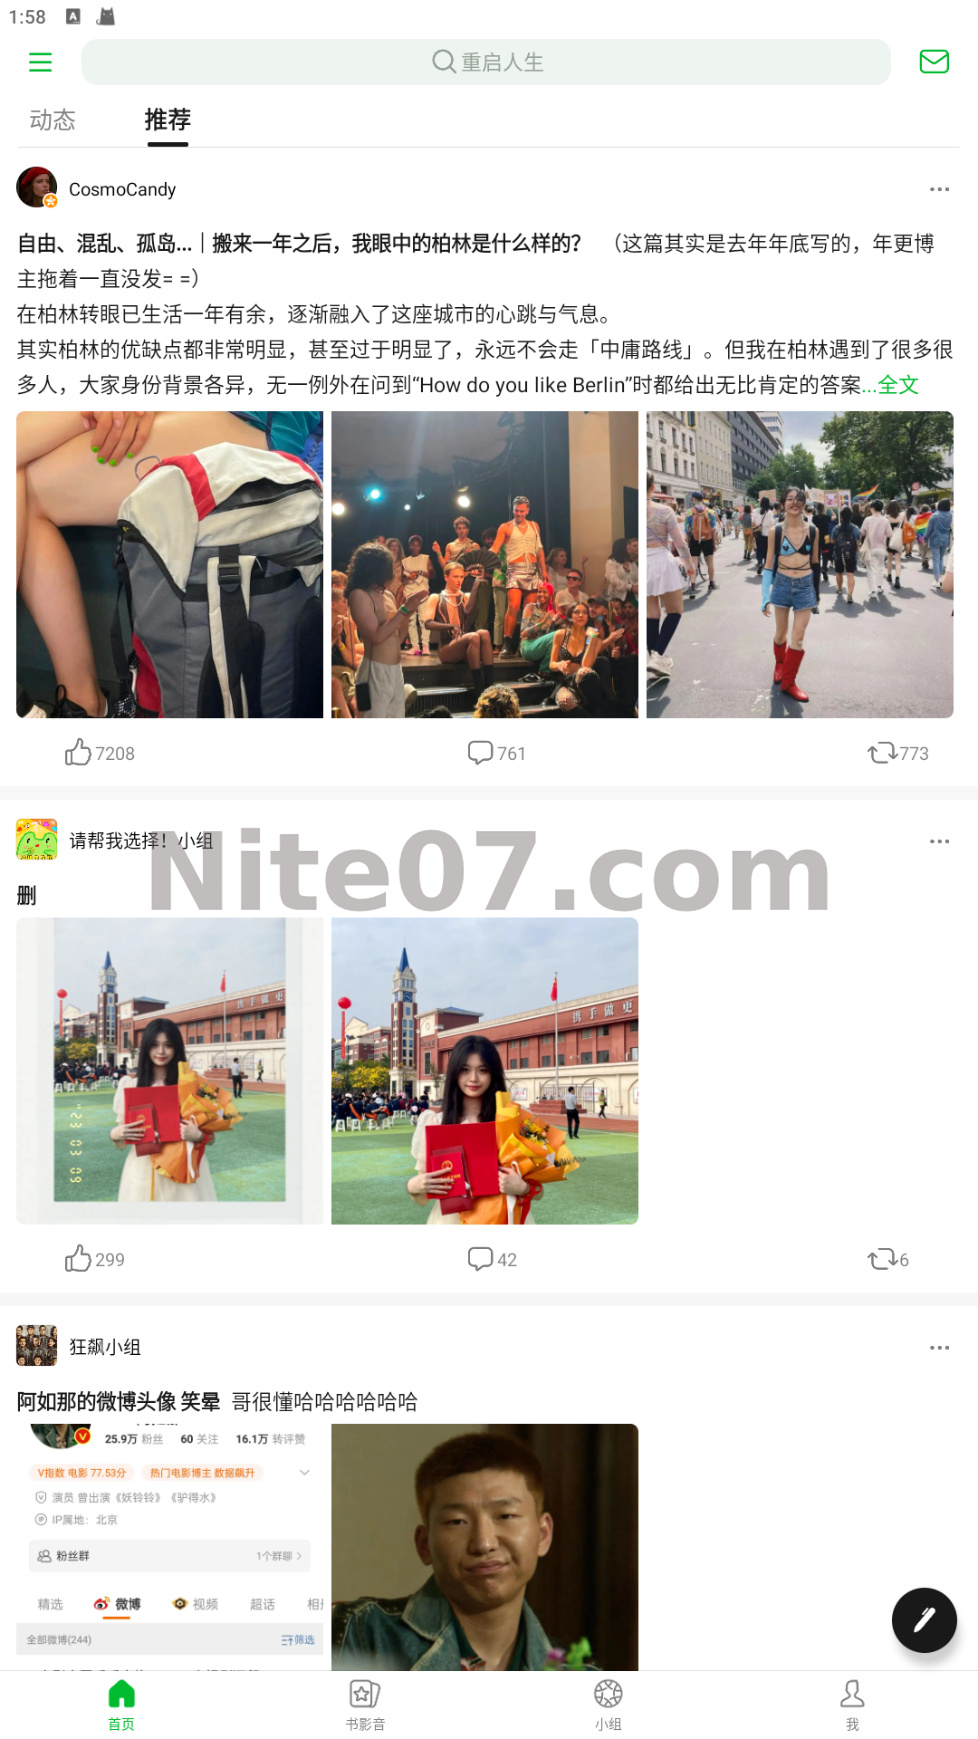 1:58
A
重启人生
动态
推荐
CosmoCandy
自由、混乱、孤岛...｜搬来一年之后，我眼中的柏林是什么样的？ （这篇其实是去年年底写的，年更博
主拖着一直没发= =）
在柏林转眼已生活一年有余，逐渐融入了这座城市的心跳与气息。
其实柏林的优缺点都非常明显，甚至过于明显了，永远不会走「中庸路线」。但我在柏林遇到了很多很
多人，大家身份背景各异，无一例外在问到“How do you like Berlin”时都给出无比肯定的答案...全文
7208
761
773
请帮我选择！小组
Nite07.com
删
携手做更
携手做更
'23 03 09
299
42
6
狂飙小组
阿如那的微博头像 笑晕 哥很懂哈哈哈哈哈哈
25.9万 粉丝 60 关注 16.1万 转评赞
V指数 电影 77.53分 热门电影博主 数据飙升
演员 曾出演《妖铃铃》《驴得水》
IP属地：北京
粉丝群 1个群聊
精选 微博 视频 超话
全部微博(244) 筛选
首页
书影音
小组
我